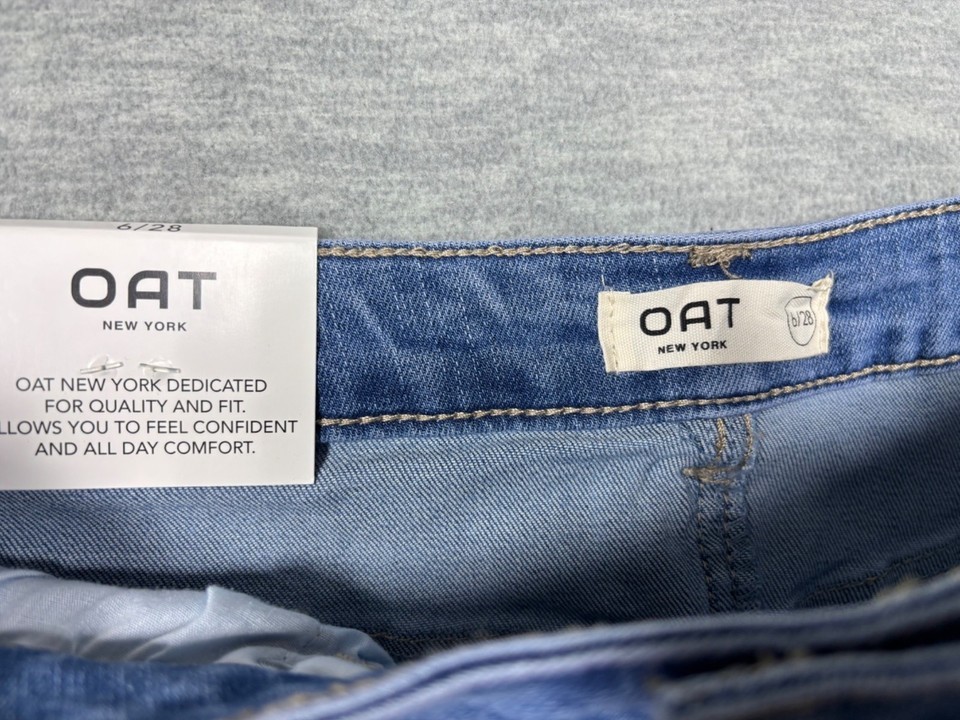 6/28
OAT
NEW YORK
OAT NEW YORK DEDICATED
FOR QUALITY AND FIT.
LLOWS YOU TO FEEL CONFIDENT
AND ALL DAY COMFORT.
OAT
NEW YORK
6/28